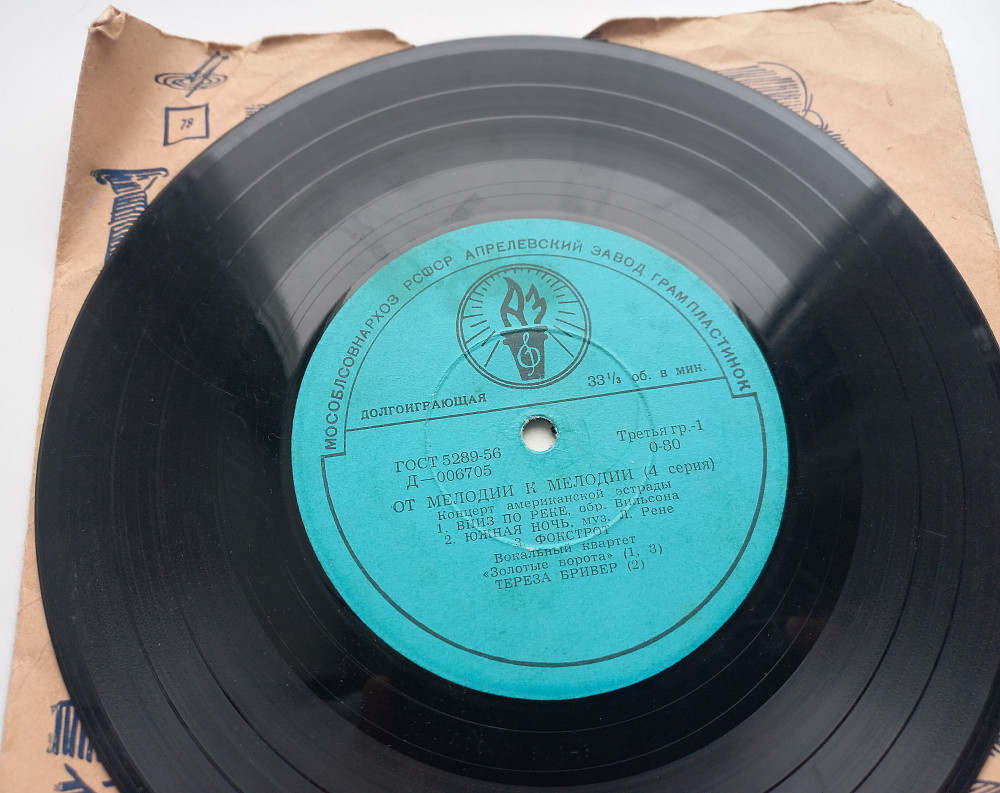 78
МОСОБЛСОВНАРХОЗ РСФСР АПРЕЛЕВСКИЙ ЗАВОД ГРАМПЛАСТИНОК
АЗ
ДОЛГОИГРАЮЩАЯ 33⅓ об. в мин.
ГОСТ 5289-56 Третья гр.-1
Д—006705 0-80
ОТ МЕЛОДИИ К МЕЛОДИИ (4 серия)
Концерт американской эстрады
1. ВНИЗ ПО РЕКЕ, обр. Вильсона
2. ЮЖНАЯ НОЧЬ, муз. Л. Рене
3. ФОКСТРОТ
Вокальный квартет
«Золотые ворота» (1, 3)
ТЕРЕЗА БРИВЕР (2)